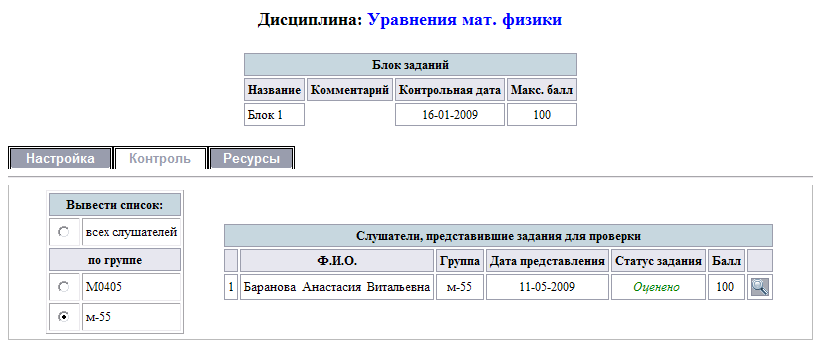 Дисциплина: Уравнения мат. физики
Блок заданий
Название Комментарий Контрольная дата Макс. балл
Блок 1 16-01-2009 100
Настройка Контроль Ресурсы
Вывести список:
всех слушателей
по группе
М0405
м-55
Слушатели, представившие задания для проверки
Ф.И.О. Группа Дата представления Статус задания Балл
1 Баранова Анастасия Витальевна м-55 11-05-2009 Оценено 100